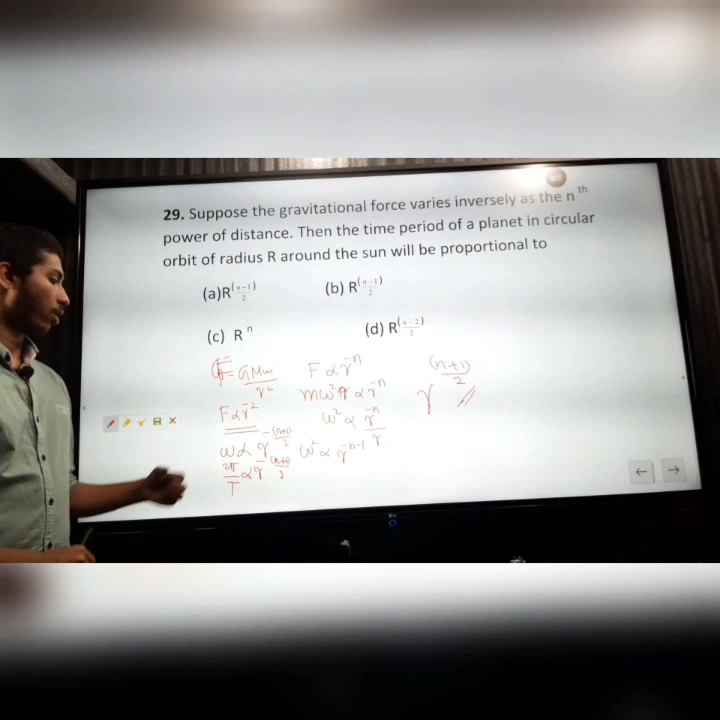 29. Suppose the gravitational force varies inversely as the n th
power of distance. Then the time period of a planet in circular
orbit of radius R around the sun will be proportional to
(a)R^(n−1)/2 (b) R^(n−1)/2
(c) R^n (d) R^(n−2)/2
F = GMm/r² F ∝ r^-n r^(n+1)/2
mω²r ∝ r^-n
F ∝ r^-2 ω² ∝ r^-n/r
ω ∝ r^-(n+1)/2 ω² ∝ r^-n-1
2π/T ∝ r^-(n+1)/2